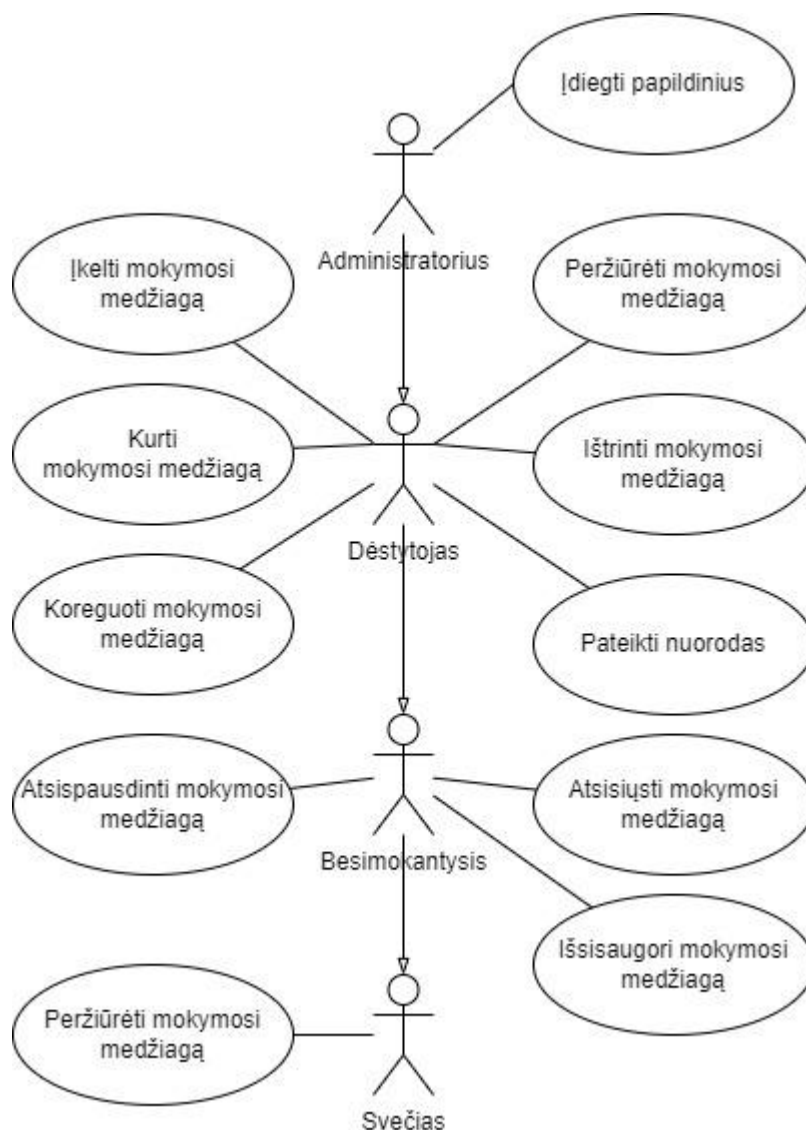 Įdiegti papildinius
Administratorius
Įkelti mokymosi
medžiagą
Peržiūrėti mokymosi
medžiagą
Kurti
mokymosi medžiagą
Ištrinti mokymosi
medžiagą
Dėstytojas
Koreguoti mokymosi
medžiagą
Pateikti nuorodas
Atsispausdinti mokymosi
medžiagą
Atsisiųsti mokymosi
medžiagą
Besimokantysis
Išsisaugori mokymosi
medžiagą
Peržiūrėti mokymosi
medžiagą
Svečias